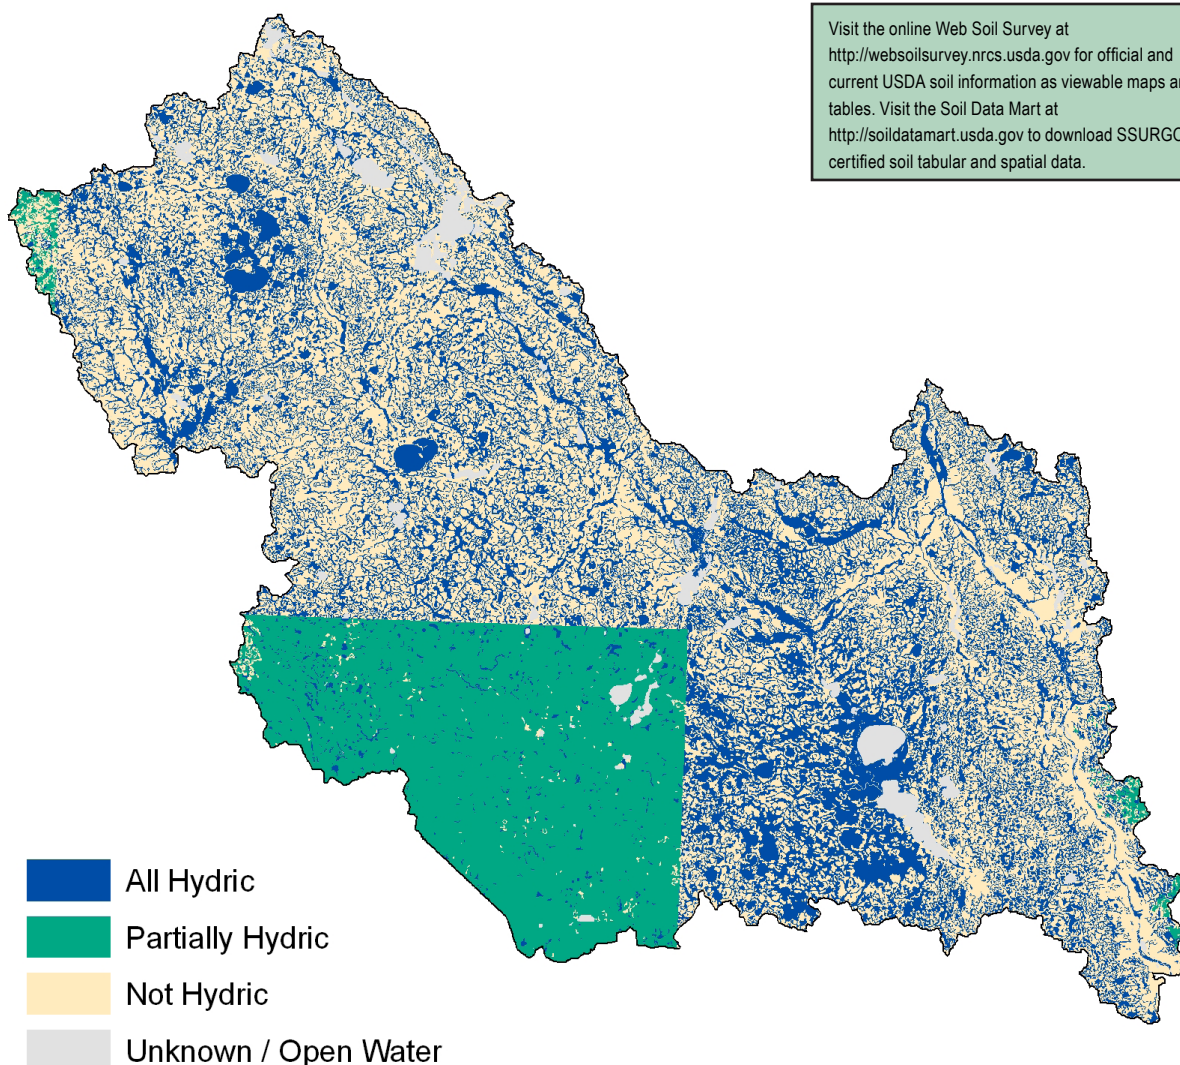 Visit the online Web Soil Survey at
http://websoilsurvey.nrcs.usda.gov for official and
current USDA soil information as viewable maps
tables. Visit the Soil Data Mart at
http://soildatamart.usda.gov to download
certified soil tabular and spatial data.
All Hydric
Partially Hydric
Not Hydric
Unknown / Open Water